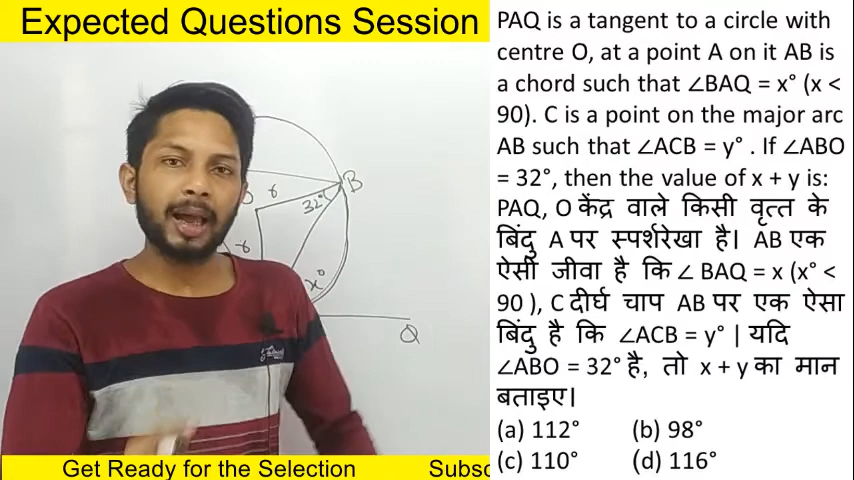 Expected Questions Session
PAQ is a tangent to a circle with
centre O, at a point A on it AB is
a chord such that ∠BAQ = x° (x <
90). C is a point on the major arc
AB such that ∠ACB = y° . If ∠ABO
= 32°, then the value of x + y is:
PAQ, O केंद्र वाले किसी वृत्त के
बिंदु A पर स्पर्शरेखा है। AB एक
ऐसी जीवा है कि ∠ BAQ = x (x° <
90 ), C दीर्घ चाप AB पर एक ऐसा
बिंदु है कि ∠ACB = y° | यदि
∠ABO = 32° है, तो x + y का मान
बताइए।
(a) 112° (b) 98°
(c) 110° (d) 116°
B
r
32°
r
x°
Q
Get Ready for the Selection Subsc